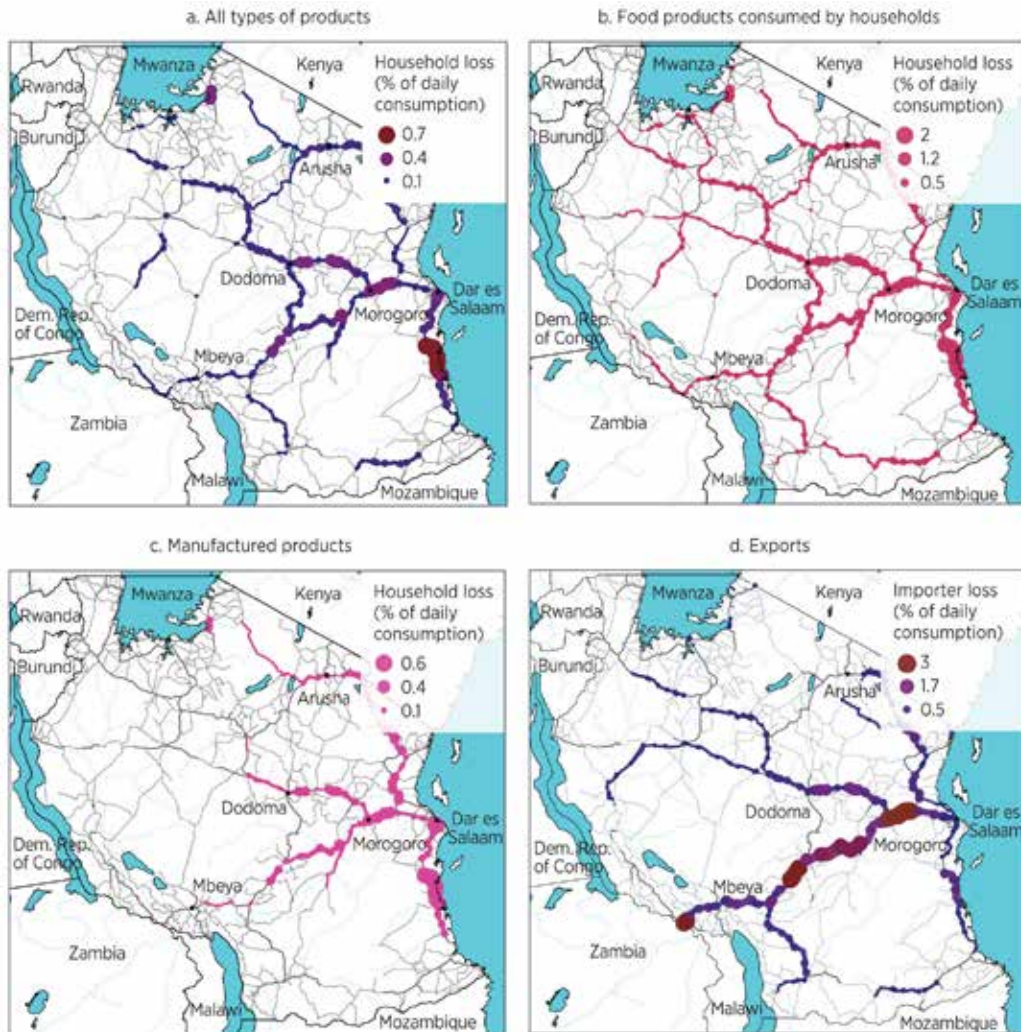 a. All types of products
Mwanza
Kenya
Rwanda
Burundi
Arusha
Household loss
(% of daily
consumption)
0.7
0.4
0.1
Dodoma
Dar es
Salaam
Morogoro
Dem. Rep.
of Congo
Mbeya
Zambia
Malawi
Mozambique
b. Food products consumed by households
Mwanza
Kenya
Rwanda
Burundi
Arusha
Household loss
(% of daily
consumption)
2
1.2
0.5
Dodoma
Dar es
Salaam
Morogoro
Dem. Rep.
of Congo
Mbeya
Zambia
Malawi
Mozambique
c. Manufactured products
Mwanza
Kenya
Rwanda
Burundi
Arusha
Household loss
(% of daily
consumption)
0.6
0.4
0.1
Dodoma
Dar es
Salaam
Morogoro
Dem. Rep.
of Congo
Mbeya
Zambia
Malawi
Mozambique
d. Exports
Mwanza
Kenya
Rwanda
Burundi
Arusha
Importer loss
(% of daily
consumption)
3
1.7
0.5
Dodoma
Dar es
Salaam
Morogoro
Dem. Rep.
of Congo
Mbeya
Zambia
Malawi
Mozambique